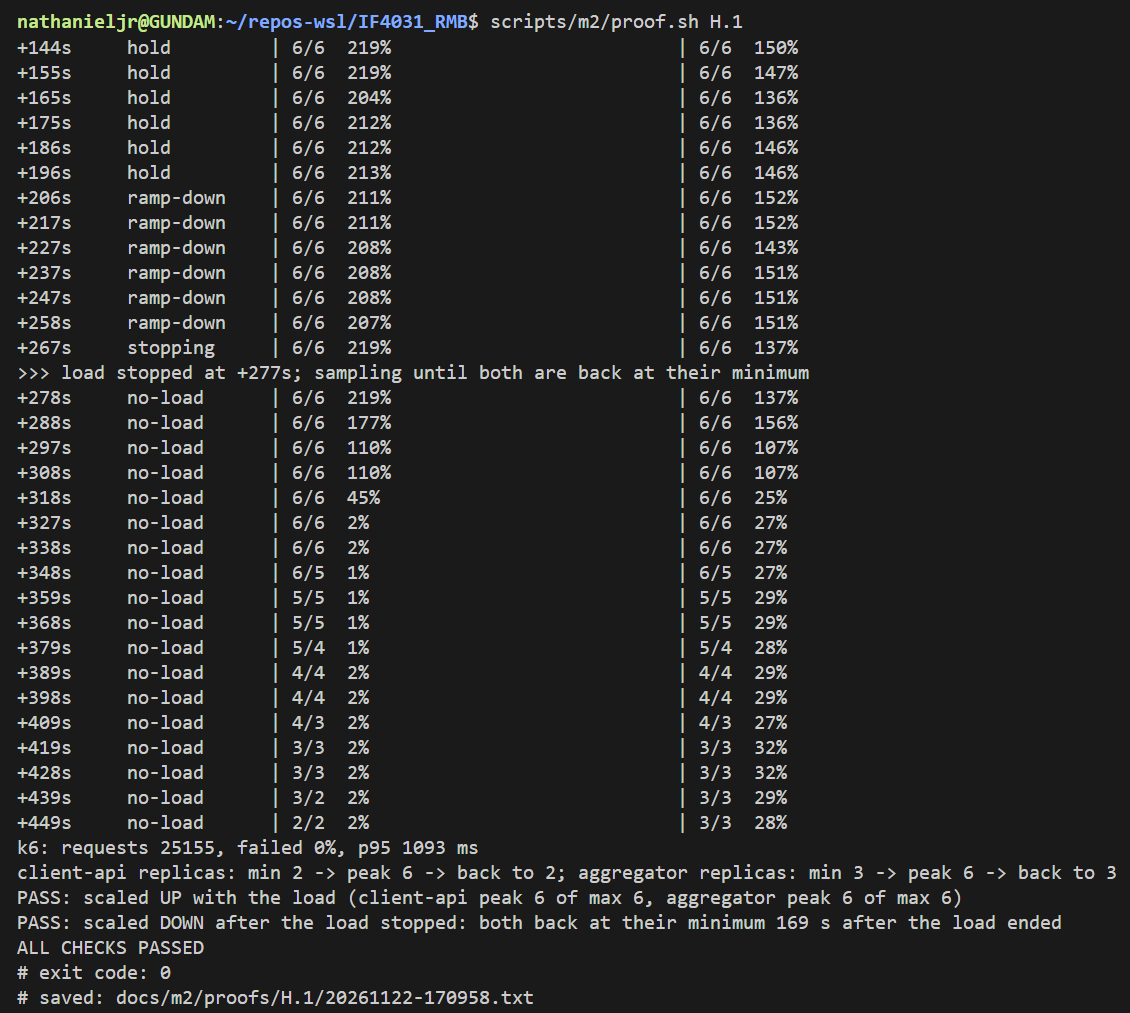 nathanieljr@GUNDAM:~/repos-wsl/IF4031_RMB$ scripts/m2/proof.sh H.1
+144s     hold         | 6/6  219%                          | 6/6  150%
+155s     hold         | 6/6  219%                          | 6/6  147%
+165s     hold         | 6/6  204%                          | 6/6  136%
+175s     hold         | 6/6  212%                          | 6/6  136%
+186s     hold         | 6/6  212%                          | 6/6  146%
+196s     hold         | 6/6  213%                          | 6/6  146%
+206s     ramp-down    | 6/6  211%                          | 6/6  152%
+217s     ramp-down    | 6/6  211%                          | 6/6  152%
+227s     ramp-down    | 6/6  208%                          | 6/6  143%
+237s     ramp-down    | 6/6  208%                          | 6/6  151%
+247s     ramp-down    | 6/6  208%                          | 6/6  151%
+258s     ramp-down    | 6/6  207%                          | 6/6  151%
+267s     stopping     | 6/6  219%                          | 6/6  137%
>>> load stopped at +277s; sampling until both are back at their minimum
+278s     no-load      | 6/6  219%                          | 6/6  137%
+288s     no-load      | 6/6  177%                          | 6/6  156%
+297s     no-load      | 6/6  110%                          | 6/6  107%
+308s     no-load      | 6/6  110%                          | 6/6  107%
+318s     no-load      | 6/6  45%                           | 6/6  25%
+327s     no-load      | 6/6  2%                            | 6/6  27%
+338s     no-load      | 6/6  2%                            | 6/6  27%
+348s     no-load      | 6/5  1%                            | 6/5  27%
+359s     no-load      | 5/5  1%                            | 5/5  29%
+368s     no-load      | 5/5  1%                            | 5/5  29%
+379s     no-load      | 5/4  1%                            | 5/4  28%
+389s     no-load      | 4/4  2%                            | 4/4  29%
+398s     no-load      | 4/4  2%                            | 4/4  29%
+409s     no-load      | 4/3  2%                            | 4/3  27%
+419s     no-load      | 3/3  2%                            | 3/3  32%
+428s     no-load      | 3/3  2%                            | 3/3  32%
+439s     no-load      | 3/2  2%                            | 3/3  29%
+449s     no-load      | 2/2  2%                            | 3/3  28%
k6: requests 25155, failed 0%, p95 1093 ms
client-api replicas: min 2 -> peak 6 -> back to 2; aggregator replicas: min 3 -> peak 6 -> back to 3
PASS: scaled UP with the load (client-api peak 6 of max 6, aggregator peak 6 of max 6)
PASS: scaled DOWN after the load stopped: both back at their minimum 169 s after the load ended
ALL CHECKS PASSED
# exit code: 0
# saved: docs/m2/proofs/H.1/20261122-170958.txt